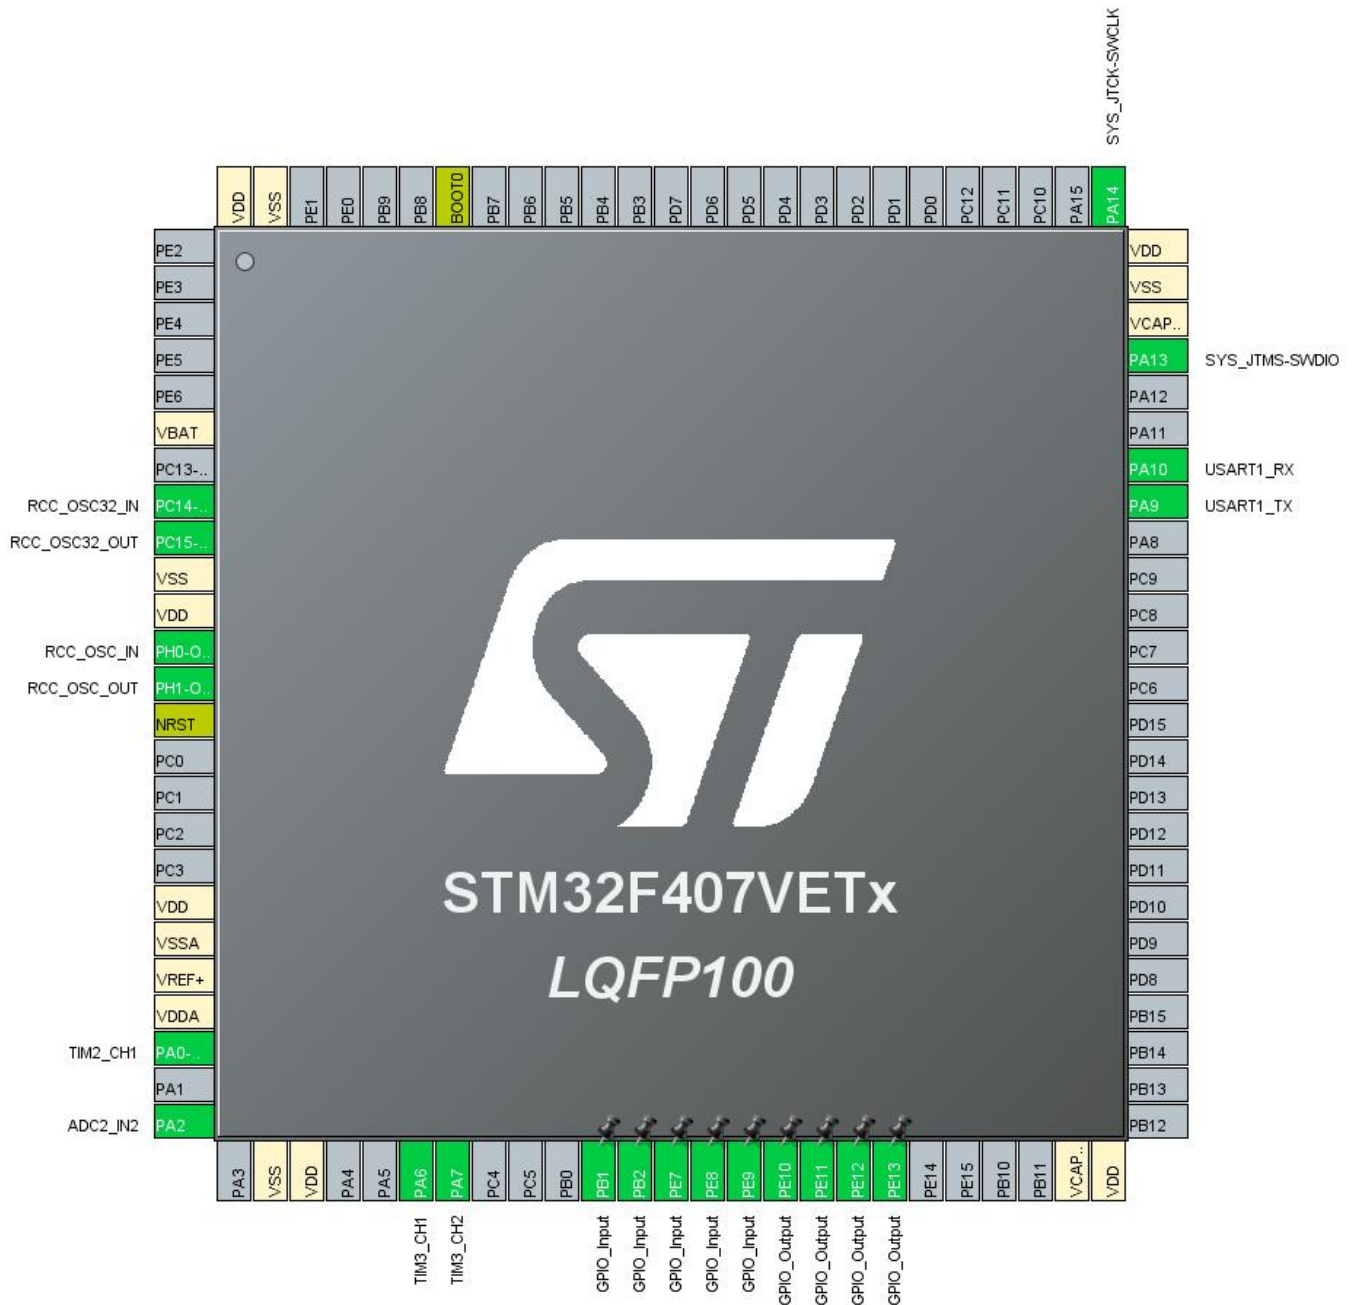 SYS_JTCK-SWCLK
VDD
VSS
PE1
PE0
PB9
PB8
BOOT0
PB7
PB6
PB5
PB4
PB3
PD7
PD6
PD5
PD4
PD3
PD2
PD1
PD0
PC12
PC11
PC10
PA15
PA14
PE2
PE3
PE4
PE5
PE6
VBAT
PC13-..
RCC_OSC32_IN PC14-..
RCC_OSC32_OUT PC15-..
VSS
VDD
RCC_OSC_IN PH0-O..
RCC_OSC_OUT PH1-O..
NRST
PC0
PC1
PC2
PC3
VDD
VSSA
VREF+
VDDA
TIM2_CH1 PA0-..
PA1
ADC2_IN2 PA2
STM32F407VETx
LQFP100
VDD
VSS
VCAP..
PA13 SYS_JTMS-SWDIO
PA12
PA11
PA10 USART1_RX
PA9 USART1_TX
PA8
PC9
PC8
PC7
PC6
PD15
PD14
PD13
PD12
PD11
PD10
PD9
PD8
PB15
PB14
PB13
PB12
PA3
VSS
VDD
PA4
PA5
PA6
PA7
PC4
PC5
PB0
PB1
PB2
PE7
PE8
PE9
PE10
PE11
PE12
PE13
PE14
PE15
PB10
PB11
VCAP..
VDD
TIM3_CH1
TIM3_CH2
GPIO_Input
GPIO_Input
GPIO_Input
GPIO_Input
GPIO_Input
GPIO_Output
GPIO_Output
GPIO_Output
GPIO_Output